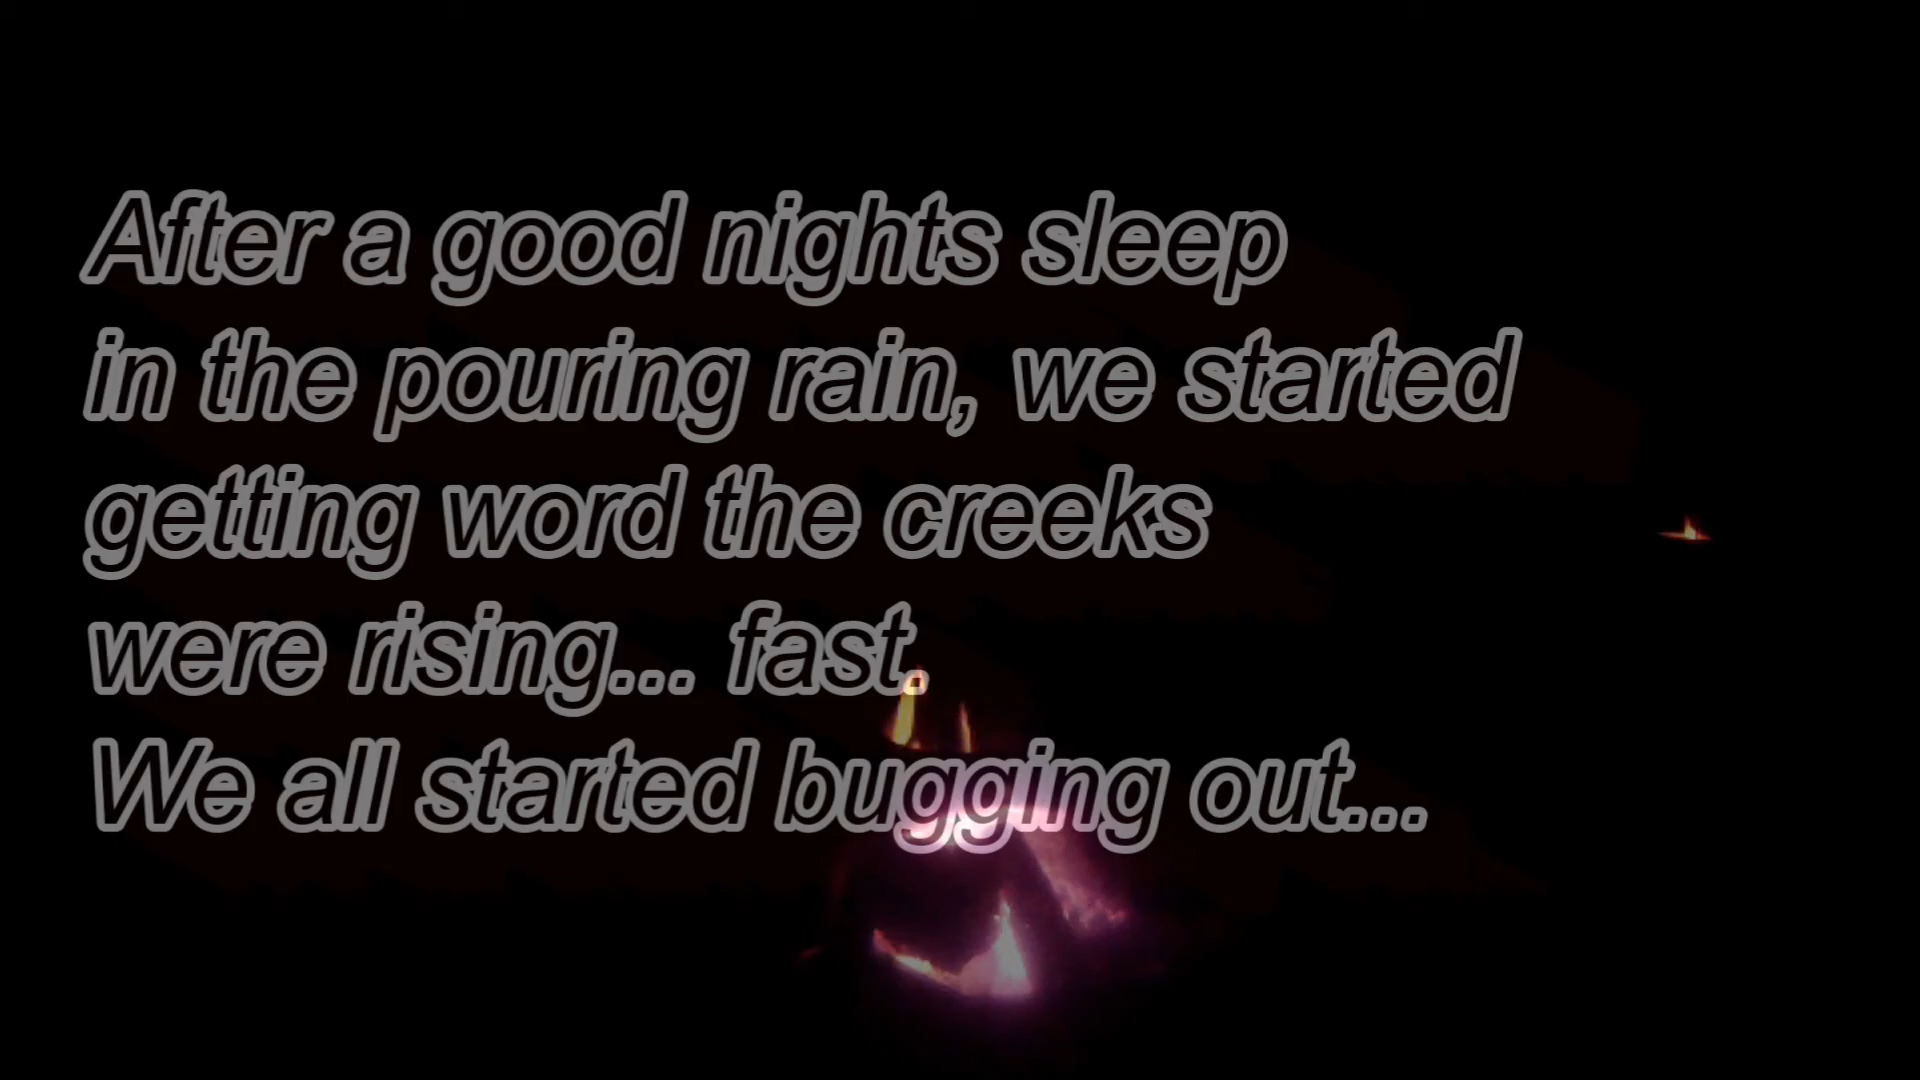 After a good nights sleep
in the pouring rain, we started
getting word the creeks
were rising... fast.
We all started bugging out...